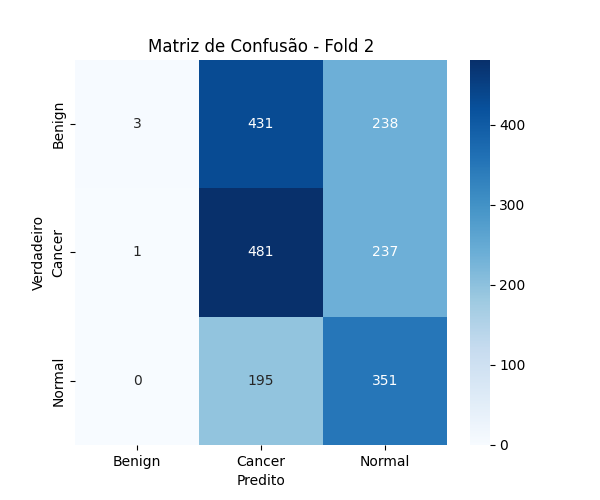 Matriz de Confusão - Fold 2
Verdadeiro
Benign
3 431 238
Cancer
1 481 237
Normal
0 195 351
Benign Cancer Normal
Predito
400
300
200
100
0